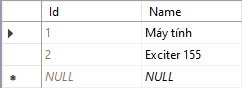 Id Name
1 Máy tính
2 Exciter 155
NULL NULL